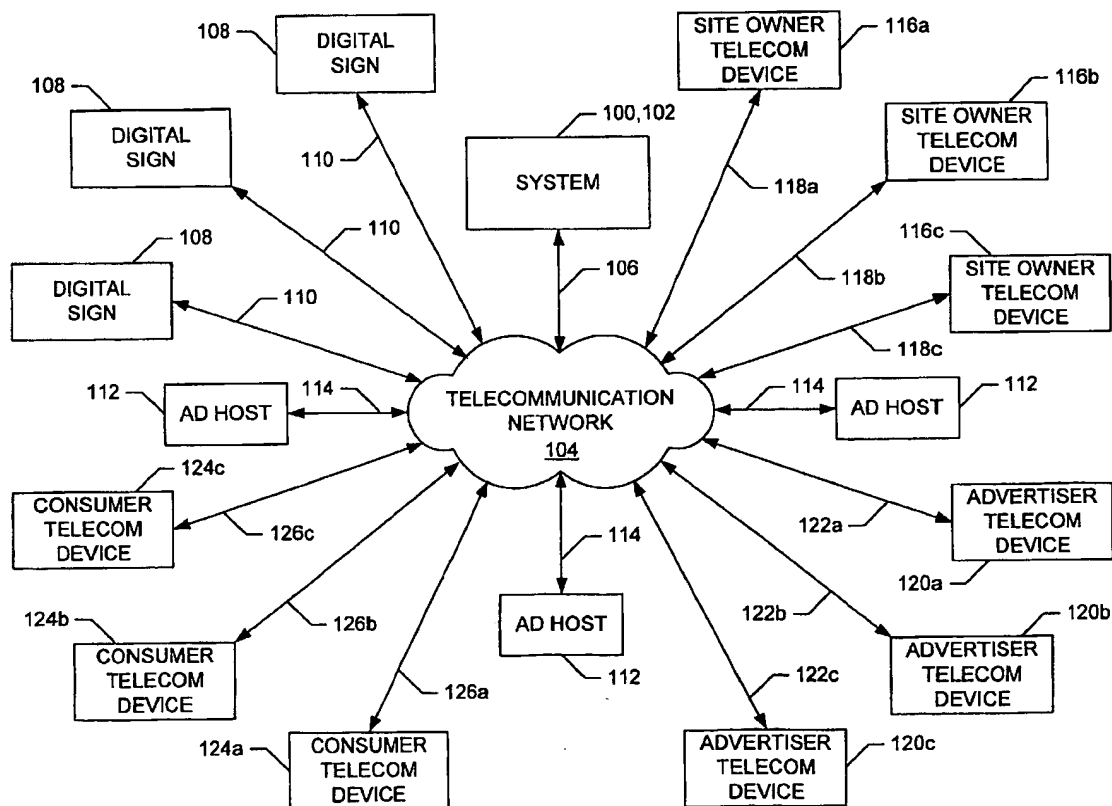 108
DIGITAL
SIGN
110
SITE OWNER
TELECOM
DEVICE
116a
118a
108
DIGITAL
SIGN
110
100,102
SYSTEM
106
116b
SITE OWNER
TELECOM
DEVICE
118b
108
DIGITAL
SIGN
110
116c
SITE OWNER
TELECOM
DEVICE
118c
TELECOMMUNICATION
NETWORK
104
112
AD HOST
114
114
AD HOST
112
124c
CONSUMER
TELECOM
DEVICE
126c
122a
ADVERTISER
TELECOM
DEVICE
120a
114
AD HOST
112
124b
CONSUMER
TELECOM
DEVICE
126b
122b
120b
ADVERTISER
TELECOM
DEVICE
126a
124a
CONSUMER
TELECOM
DEVICE
122c
ADVERTISER
TELECOM
DEVICE
120c